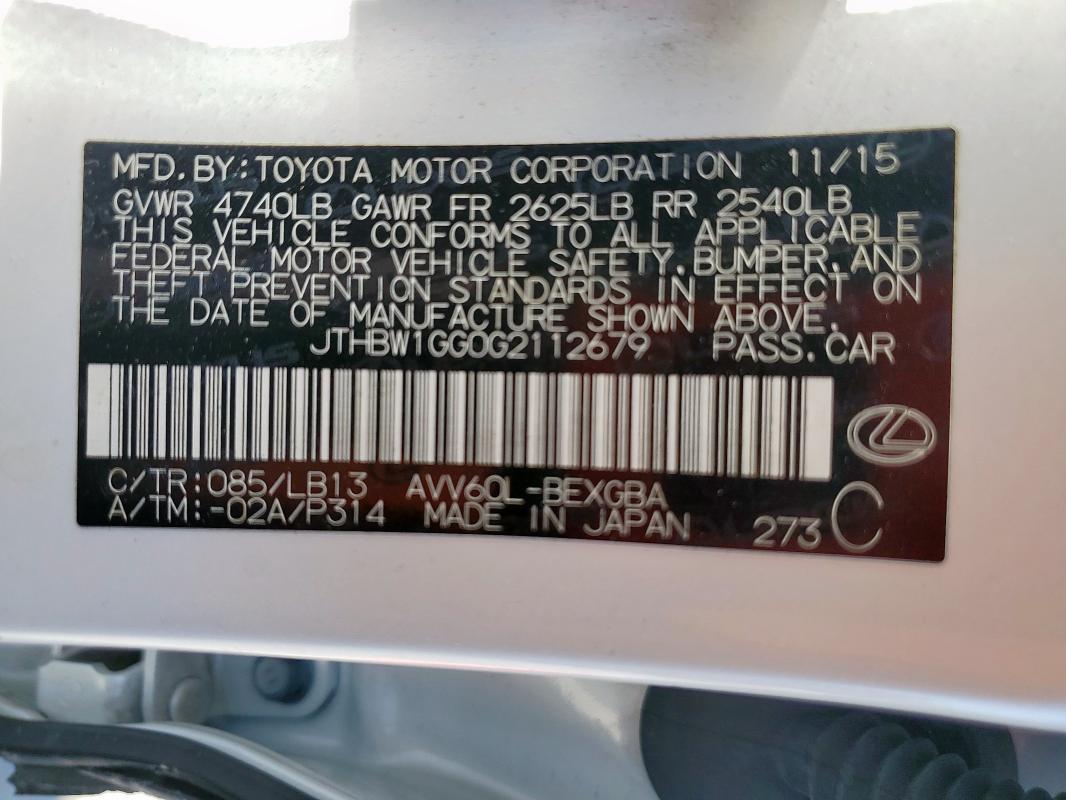 MFD. BY: TOYOTA MOTOR CORPORATION 11/15
GVWR 4740LB GAWR FR 2625LB RR 2540LB
THIS VEHICLE CONFORMS TO ALL APPLICABLE
FEDERAL MOTOR VEHICLE SAFETY, BUMPER, AND
THEFT PREVENTION STANDARDS IN EFFECT ON
THE DATE OF MANUFACTURE SHOWN ABOVE.
JTHBW1GG0G2112679 PASS. CAR
C/TR: 085/LB13 AVV60L-BEXGBA
A/TM: -02A/P314 MADE IN JAPAN 273 C